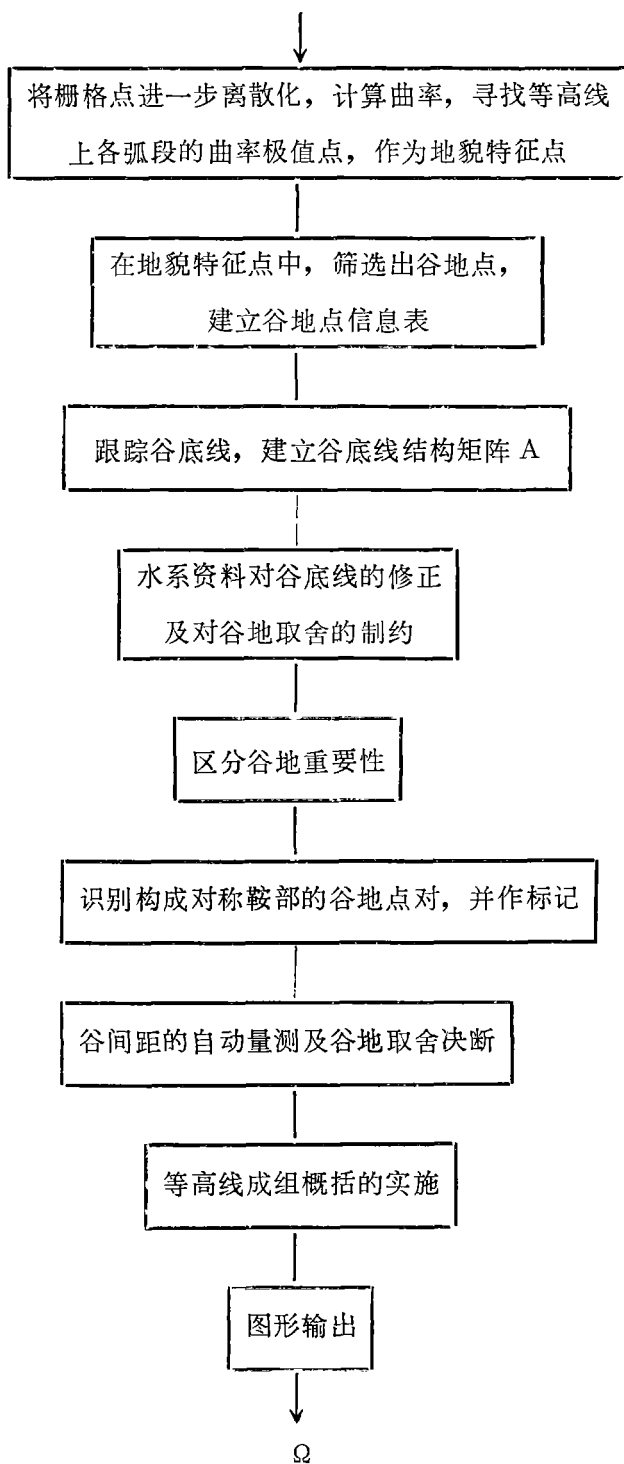 将栅格点进一步离散化，计算曲率，寻找等高线
上各弧段的曲率极值点，作为地貌特征点
在地貌特征点中，筛选出谷地点，
建立谷地点信息表
跟踪谷底线，建立谷底线结构矩阵 A
水系资料对谷底线的修正
及对谷地取舍的制约
区分谷地重要性
识别构成对称鞍部的谷地点对，并作标记
谷间距的自动量测及谷地取舍决断
等高线成组概括的实施
图形输出
Ω